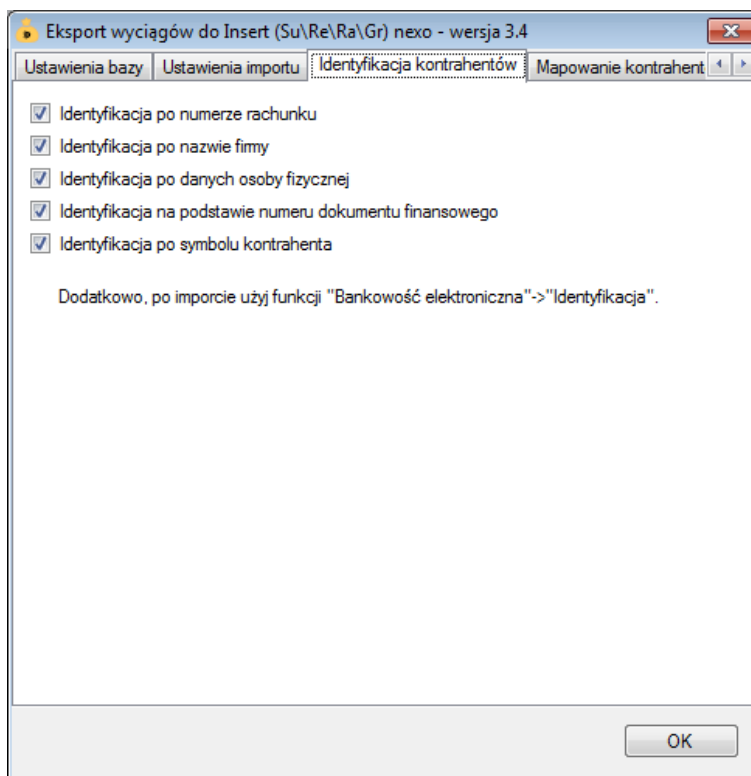 Eksport wyciągów do Insert (Su\Re\Ra\Gr) nexo - wersja 3.4
Ustawienia bazy
Ustawienia importu
Identyfikacja kontrahentów
Mapowanie kontrahent
Identyfikacja po numerze rachunku
Identyfikacja po nazwie firmy
Identyfikacja po danych osoby fizycznej
Identyfikacja na podstawie numeru dokumentu finansowego
Identyfikacja po symbolu kontrahenta
Dodatkowo, po imporcie użyj funkcji "Bankowość elektroniczna"->"Identyfikacja".
OK